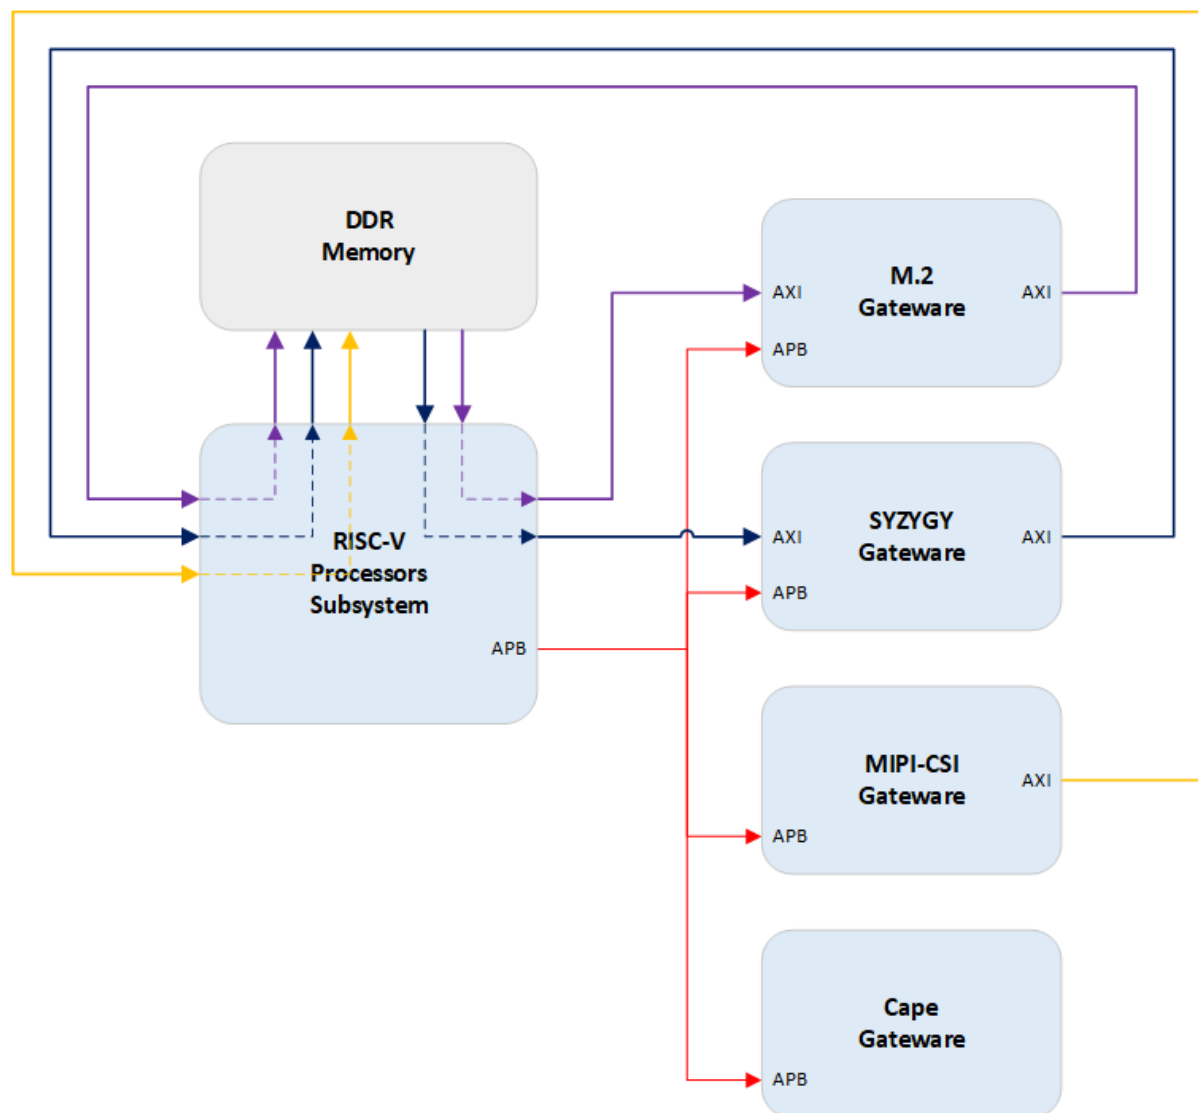 DDR
Memory
M.2
Gateware
AXI
AXI
APB
RISC-V
Processors
Subsystem
APB
SYZYGY
Gateware
AXI
AXI
APB
MIPI-CSI
Gateware
AXI
APB
Cape
Gateware
APB